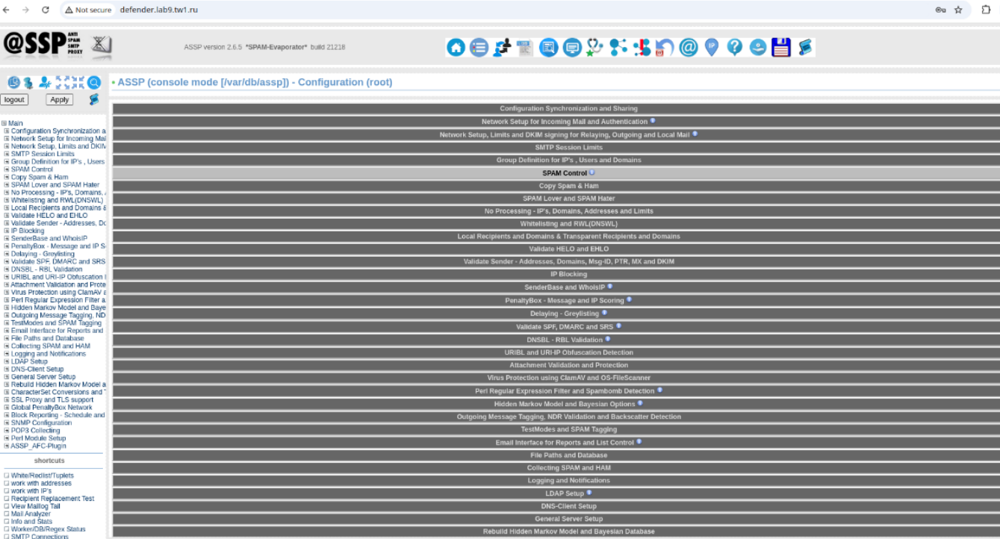 Not secure defender.lab9.tw1.ru
@SSP ANTI SPAM SMTP PROXY
ASSP version 2.6.5 *SPAM-Evaporator* build 21218
IP
ASSP (console mode [/var/db/assp]) - Configuration (root)
logout Apply
Main
Configuration Synchronization a
Network Setup for Incoming Mai
Network Setup, Limits and DKIM
SMTP Session Limits
Group Definition for IP's , Users
SPAM Control
Copy Spam & Ham
SPAM Lover and SPAM Hater
No Processing - IP's, Domains,
Whitelisting and RWL(DNSWL)
Local Recipients and Domains &
Validate HELO and EHLO
Validate Sender - Addresses, Do
IP Blocking
SenderBase and WhoisIP
PenaltyBox - Message and IP S
Delaying - Greylisting
Validate SPF, DMARC and SRS
DNSBL - RBL Validation
URIBL and URI-IP Obfuscation
Attachment Validation and Prote
Virus Protection using ClamAV a
Perl Regular Expression Filter a
Hidden Markov Model and Baye
Outgoing Message Tagging, ND
TestModes and SPAM Tagging
Email Interface for Reports and
File Paths and Database
Collecting SPAM and HAM
Logging and Notifications
LDAP Setup
DNS-Client Setup
General Server Setup
Rebuild Hidden Markov Model a
CharacterSet Conversions and
SSL Proxy and TLS support
Global PenaltyBox Network
Block Reporting - Schedule and
SNMP Configuration
POP3 Collecting
Perl Module Setup
ASSP_AFC-Plugin
shortcuts
White/Redlist/Tuplets
work with addresses
work with IP's
Recipient Replacement Test
View Maillog Tail
Mail Analyzer
Info and Stats
Worker/DB/Regex Status
SMTP Connections
Configuration Synchronization and Sharing
Network Setup for Incoming Mail and Authentication
Network Setup, Limits and DKIM signing for Relaying, Outgoing and Local Mail
SMTP Session Limits
Group Definition for IP's , Users and Domains
SPAM Control
Copy Spam & Ham
SPAM Lover and SPAM Hater
No Processing - IP's, Domains, Addresses and Limits
Whitelisting and RWL(DNSWL)
Local Recipients and Domains & Transparent Recipients and Domains
Validate HELO and EHLO
Validate Sender - Addresses, Domains, Msg-ID, PTR, MX and DKIM
IP Blocking
SenderBase and WhoisIP
PenaltyBox - Message and IP Scoring
Delaying - Greylisting
Validate SPF, DMARC and SRS
DNSBL - RBL Validation
URIBL and URI-IP Obfuscation Detection
Attachment Validation and Protection
Virus Protection using ClamAV and OS-FileScanner
Perl Regular Expression Filter and Spambomb Detection
Hidden Markov Model and Bayesian Options
Outgoing Message Tagging, NDR Validation and Backscatter Detection
TestModes and SPAM Tagging
Email Interface for Reports and List Control
File Paths and Database
Collecting SPAM and HAM
Logging and Notifications
LDAP Setup
DNS-Client Setup
General Server Setup
Rebuild Hidden Markov Model and Bayesian Database